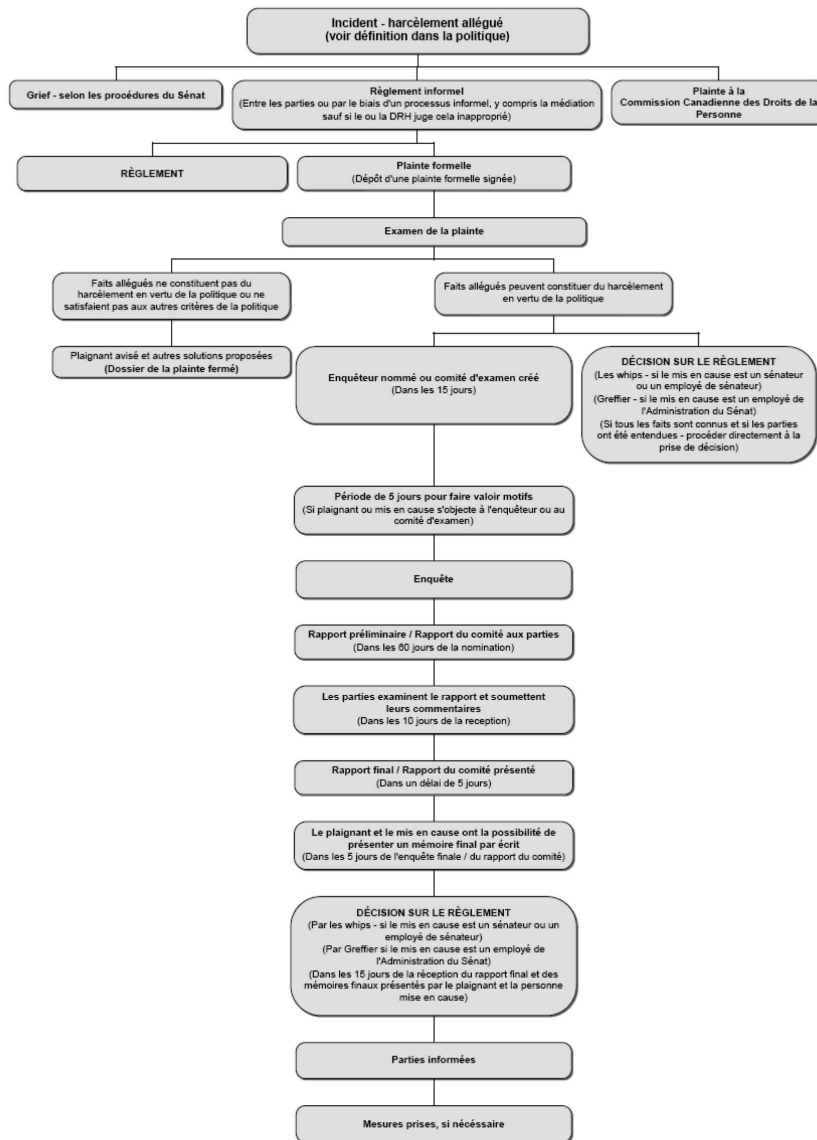 Incident - harcèlement allégué
(voir définition dans la politique)
Grief - selon les procédures du Sénat
Règlement informel
(Entre les parties ou par le biais d'un processus informel, y compris la médiation
sauf si le ou la DRH juge cela inapproprié)
Plainte à la
Commission Canadienne des Droits de la
Personne
RÈGLEMENT
Plainte formelle
(Dépôt d'une plainte formelle signée)
Examen de la plainte
Faits allégués ne constituent pas du
harcèlement en vertu de la politique ou ne
satisfaient pas aux autres critères de la politique
Faits allégués peuvent constituer du harcèlement
en vertu de la politique
Plaignant avisé et autres solutions proposées
(Dossier de la plainte fermé)
Enquêteur nommé ou comité d'examen créé
(Dans les 15 jours)
DÉCISION SUR LE RÈGLEMENT
(Les whips - si le mis en cause est un sénateur
ou un employé de sénateur)
(Greffier - si le mis en cause est un employé de
l'Administration du Sénat)
(Si tous les faits sont connus et si les parties
ont été entendues - procéder directement à la
prise de décision)
Période de 5 jours pour faire valoir motifs
(Si plaignant ou mis en cause s'objecte à l'enquêteur ou au
comité d'examen)
Enquête
Rapport préliminaire / Rapport du comité aux parties
(Dans les 60 jours de la nomination)
Les parties examinent le rapport et soumettent
leurs commentaires
(Dans les 10 jours de la reception)
Rapport final / Rapport du comité présenté
(Dans un délai de 5 jours)
Le plaignant et le mis en cause ont la possibilité de
présenter un mémoire final par écrit
(Dans les 5 jours de l'enquête finale / du rapport du comité)
DÉCISION SUR LE RÈGLEMENT
(Par les whips - si le mis en cause est un sénateur ou un
employé de sénateur)
(Par Greffier si le mis en cause est un employé de
l'Administration du Sénat)
(Dans les 15 jours de la réception du rapport final et des
mémoires finaux présentés par le plaignant et la personne
mise en cause)
Parties informées
Mesures prises, si nécéssaire